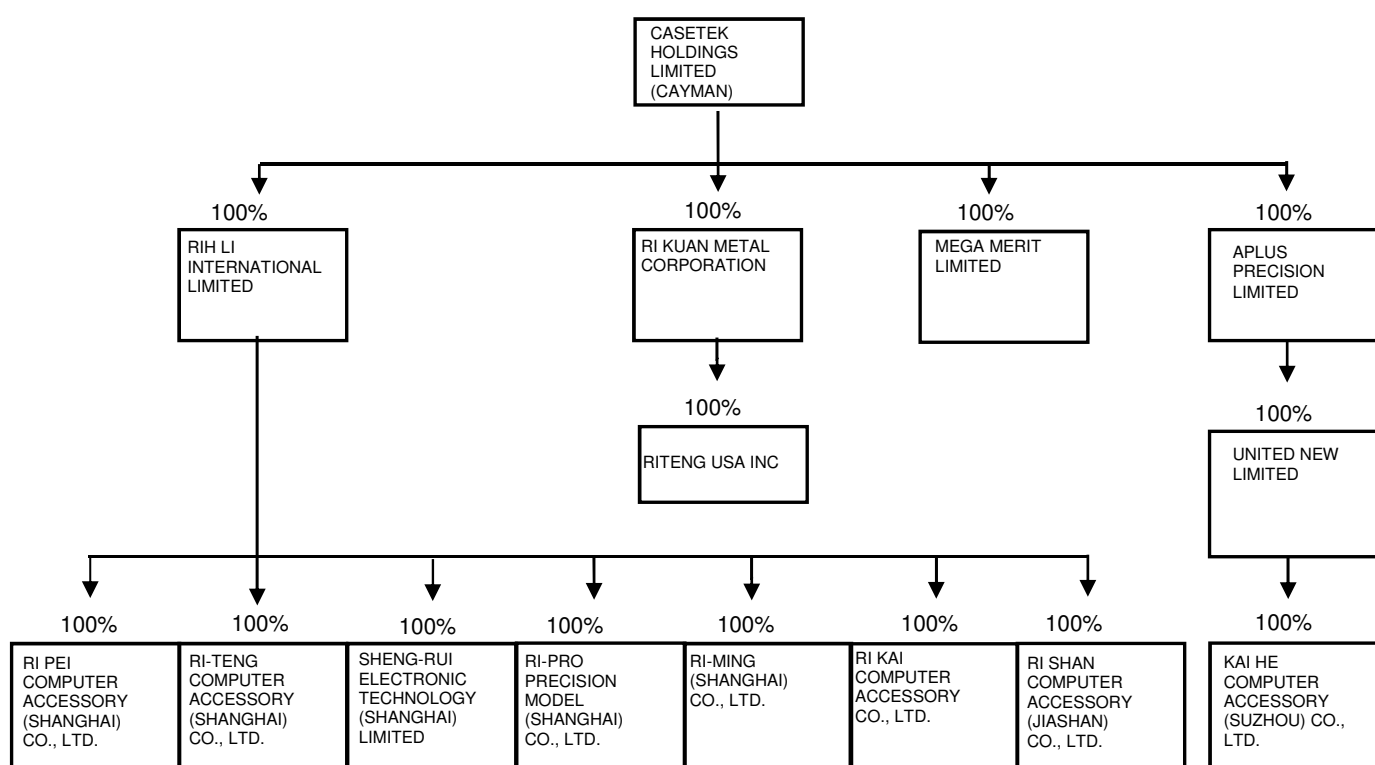 CASETEK
HOLDINGS
LIMITED
(CAYMAN)
100%
RIH LI
INTERNATIONAL
LIMITED
100%
RI KUAN METAL
CORPORATION
100%
MEGA MERIT
LIMITED
100%
APLUS
PRECISION
LIMITED
100%
RITENG USA INC
100%
UNITED NEW
LIMITED
100%
RI PEI
COMPUTER
ACCESSORY
(SHANGHAI)
CO., LTD.
100%
RI-TENG
COMPUTER
ACCESSORY
(SHANGHAI)
CO., LTD.
100%
SHENG-RUI
ELECTRONIC
TECHNOLOGY
(SHANGHAI)
LIMITED
100%
RI-PRO
PRECISION
MODEL
(SHANGHAI)
CO., LTD.
100%
RI-MING
(SHANGHAI)
CO., LTD.
100%
RI KAI
COMPUTER
ACCESSORY
CO., LTD.
100%
RI SHAN
COMPUTER
ACCESSORY
(JIASHAN)
CO., LTD.
100%
KAI HE
COMPUTER
ACCESSORY
(SUZHOU) CO.,
LTD.